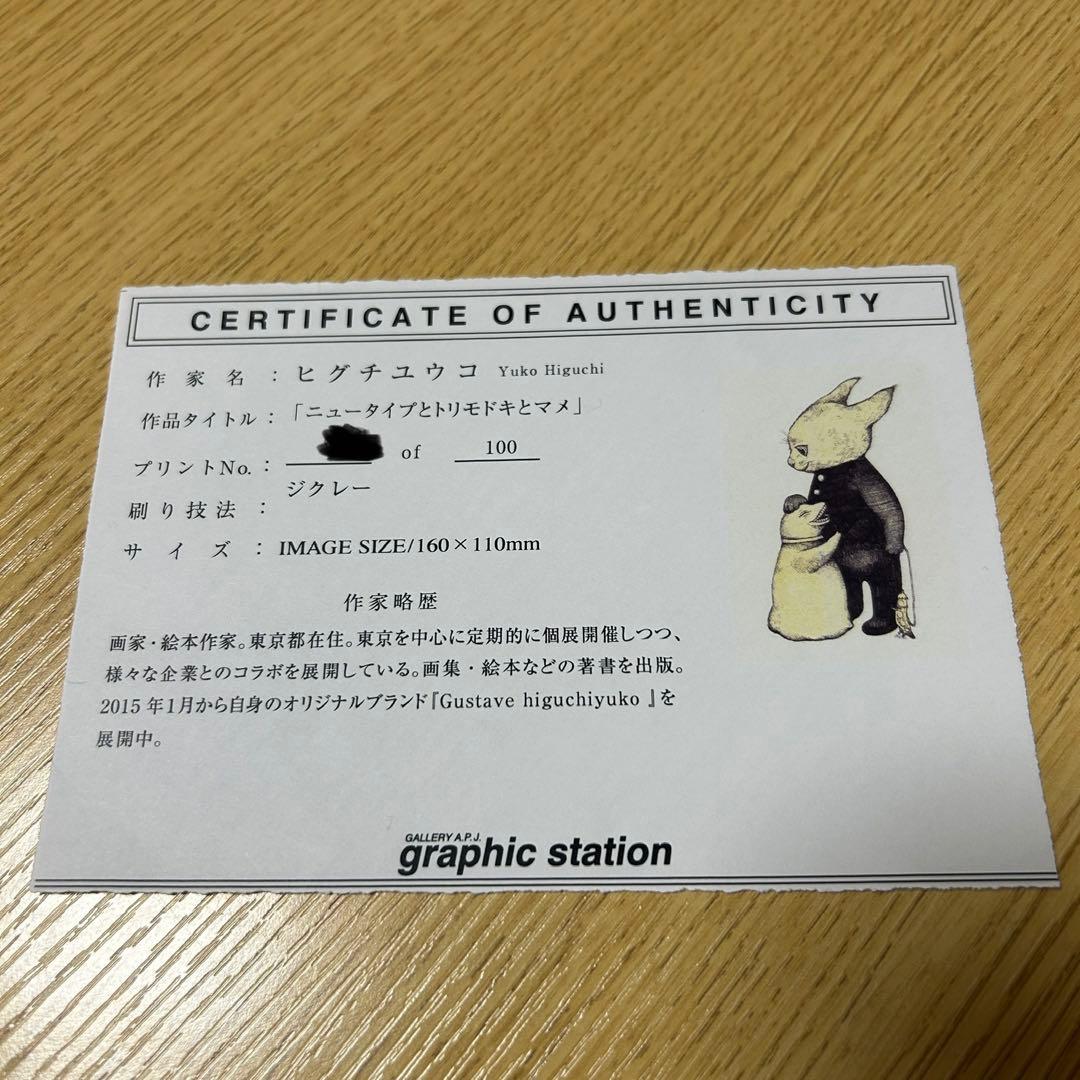 CERTIFICATE OF AUTHENTICITY
作家名：ヒグチユウコ Yuko Higuchi
作品タイトル：「ニュータイプとトリモドキとマメ」
プリントNo.： of 100
刷り技法：ジクレー
サイズ：IMAGE SIZE/160×110mm
作家略歴
画家・絵本作家。東京都在住。東京を中心に定期的に個展開催しつつ、
様々な企業とのコラボを展開している。画集・絵本などの著書を出版。
2015年1月から自身のオリジナルブランド『Gustave higuchiyuko 』を
展開中。
GALLERY A.P.J.
graphic station